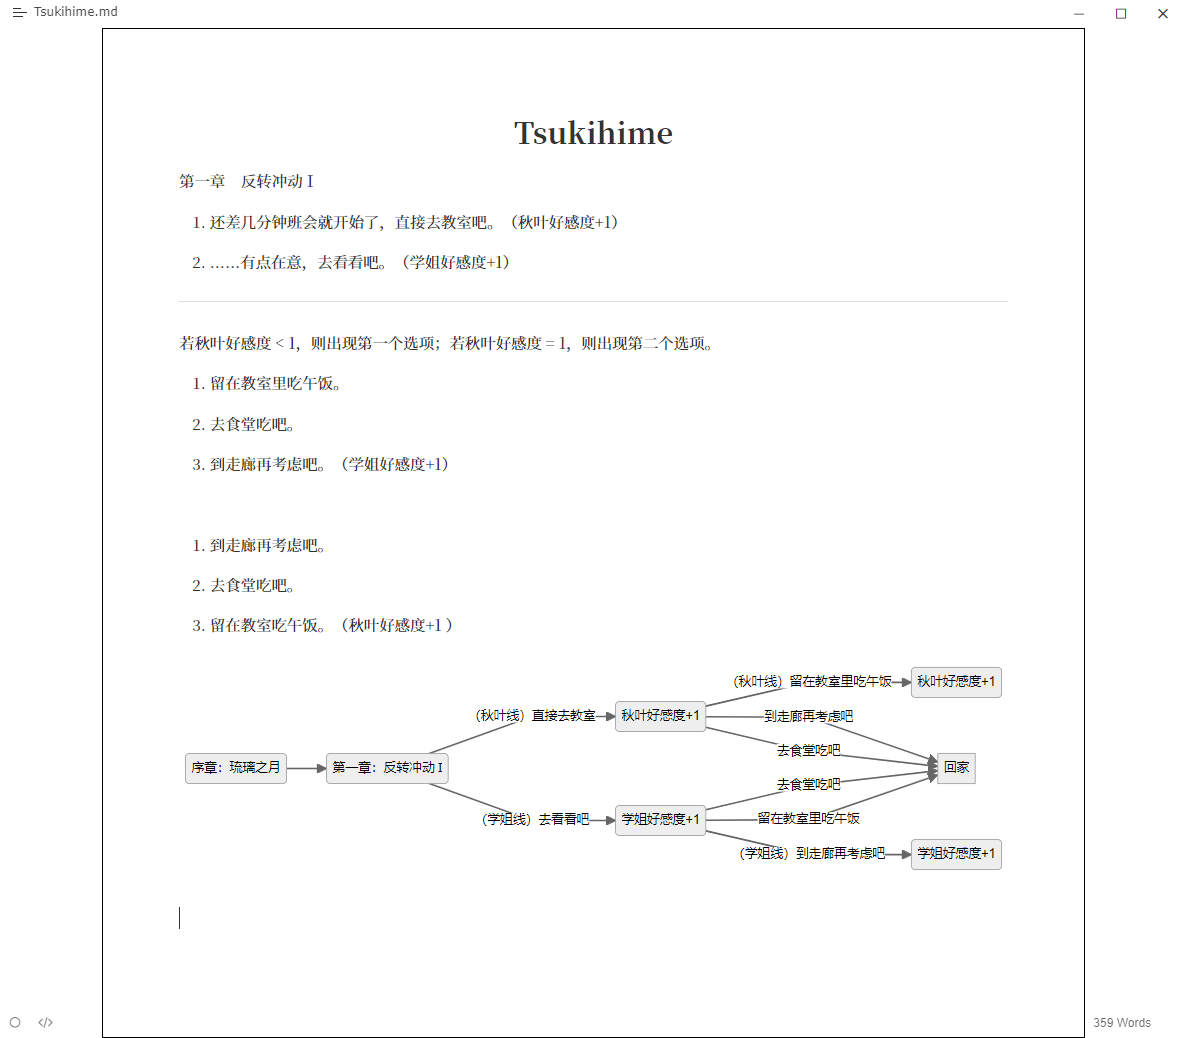 Tsukihime.md
Tsukihime
第一章　反转冲动 I
1. 还差几分钟班会就开始了，直接去教室吧。（秋叶好感度+1）
2. ……有点在意，去看看吧。（学姐好感度+1）
若秋叶好感度 < 1，则出现第一个选项；若秋叶好感度 = 1，则出现第二个选项。
1. 留在教室里吃午饭。
2. 去食堂吃吧。
3. 到走廊再考虑吧。（学姐好感度+1）
1. 到走廊再考虑吧。
2. 去食堂吃吧。
3. 留在教室吃午饭。（秋叶好感度+1 ）
（秋叶线）留在教室里吃午饭
秋叶好感度+1
（秋叶线）直接去教室
秋叶好感度+1
到走廊再考虑吧
去食堂吃吧
序章：琉璃之月
第一章：反转冲动 I
回家
去食堂吃吧
（学姐线）去看看吧
学姐好感度+1
留在教室里吃午饭
（学姐线）到走廊再考虑吧
学姐好感度+1
</>
359 Words